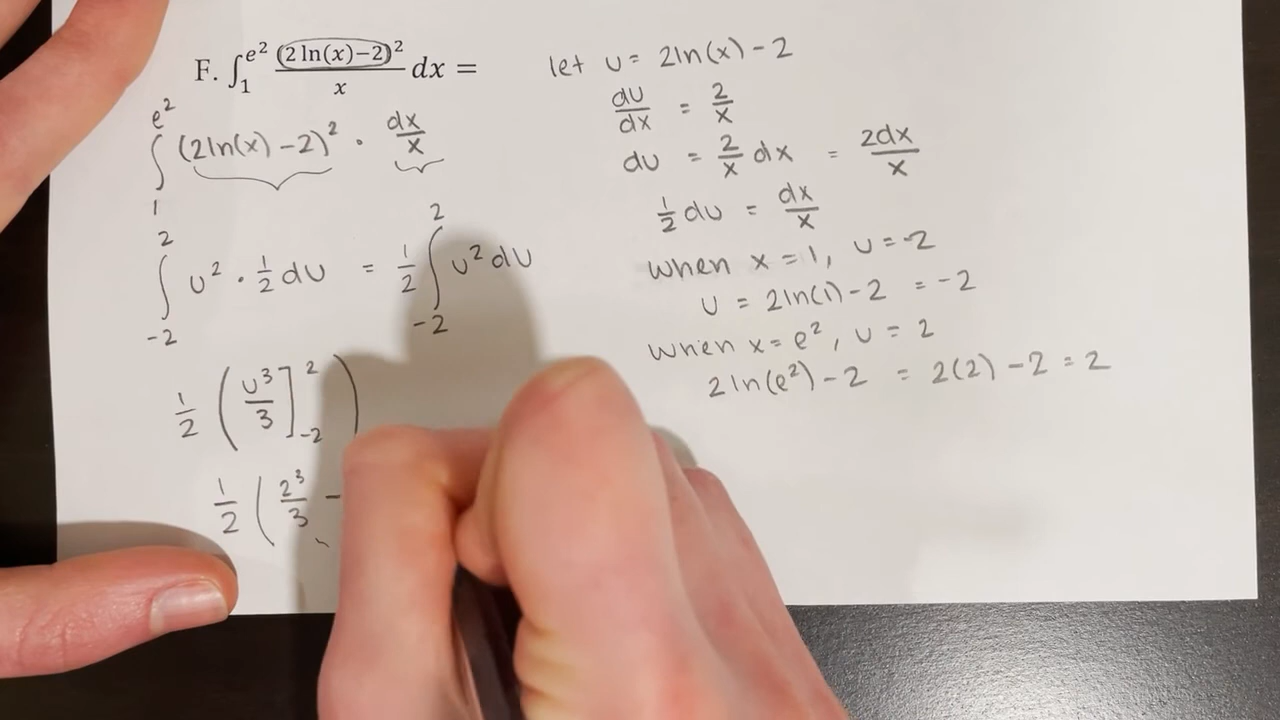 F. ∫₁^{e²} (2 ln(x)−2)²/x dx =
∫₁^{e²} (2ln(x) − 2)² · dx/x
∫₋₂² u² · 1/2 du = 1/2 ∫₋₂² u² du
1/2 (u³/3]₋₂²)
1/2 (2³/3 −
let u = 2ln(x) − 2
du/dx = 2/x
du = 2/x dx = 2dx/x
1/2 du = dx/x
when x = 1, u = -2
u = 2ln(1) − 2 = −2
when x = e², u = 2
2ln(e²) − 2 = 2(2) − 2 = 2